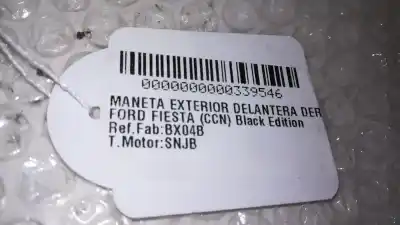 0000000000339546
MANETA EXTERIOR DELANTERA DER
FORD FIESTA (CCN) Black Edition
Ref.Fab:BX04B
T.Motor:SNJB